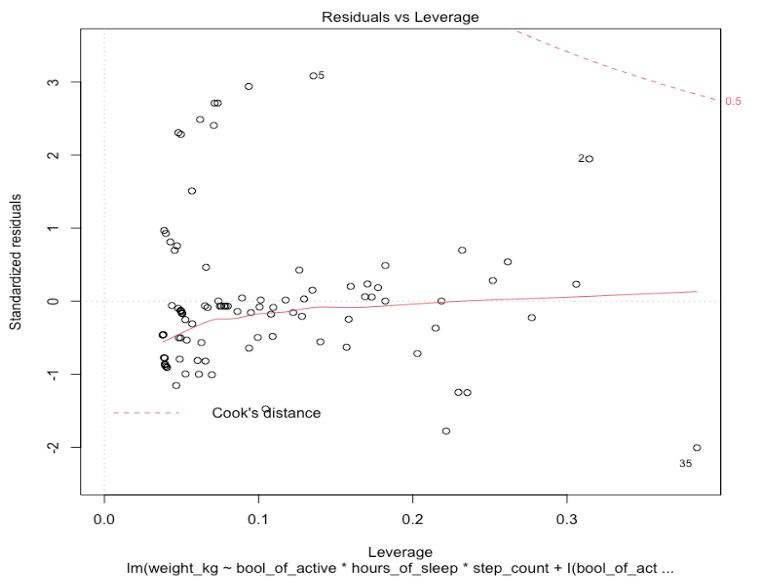 Residuals vs Leverage
Standardized residuals
3
2
1
0
-1
-2
5
2
35
0.5
Cook's distance
0.0 0.1 0.2 0.3
Leverage
lm(weight_kg ~ bool_of_active * hours_of_sleep * step_count + I(bool_of_act ...